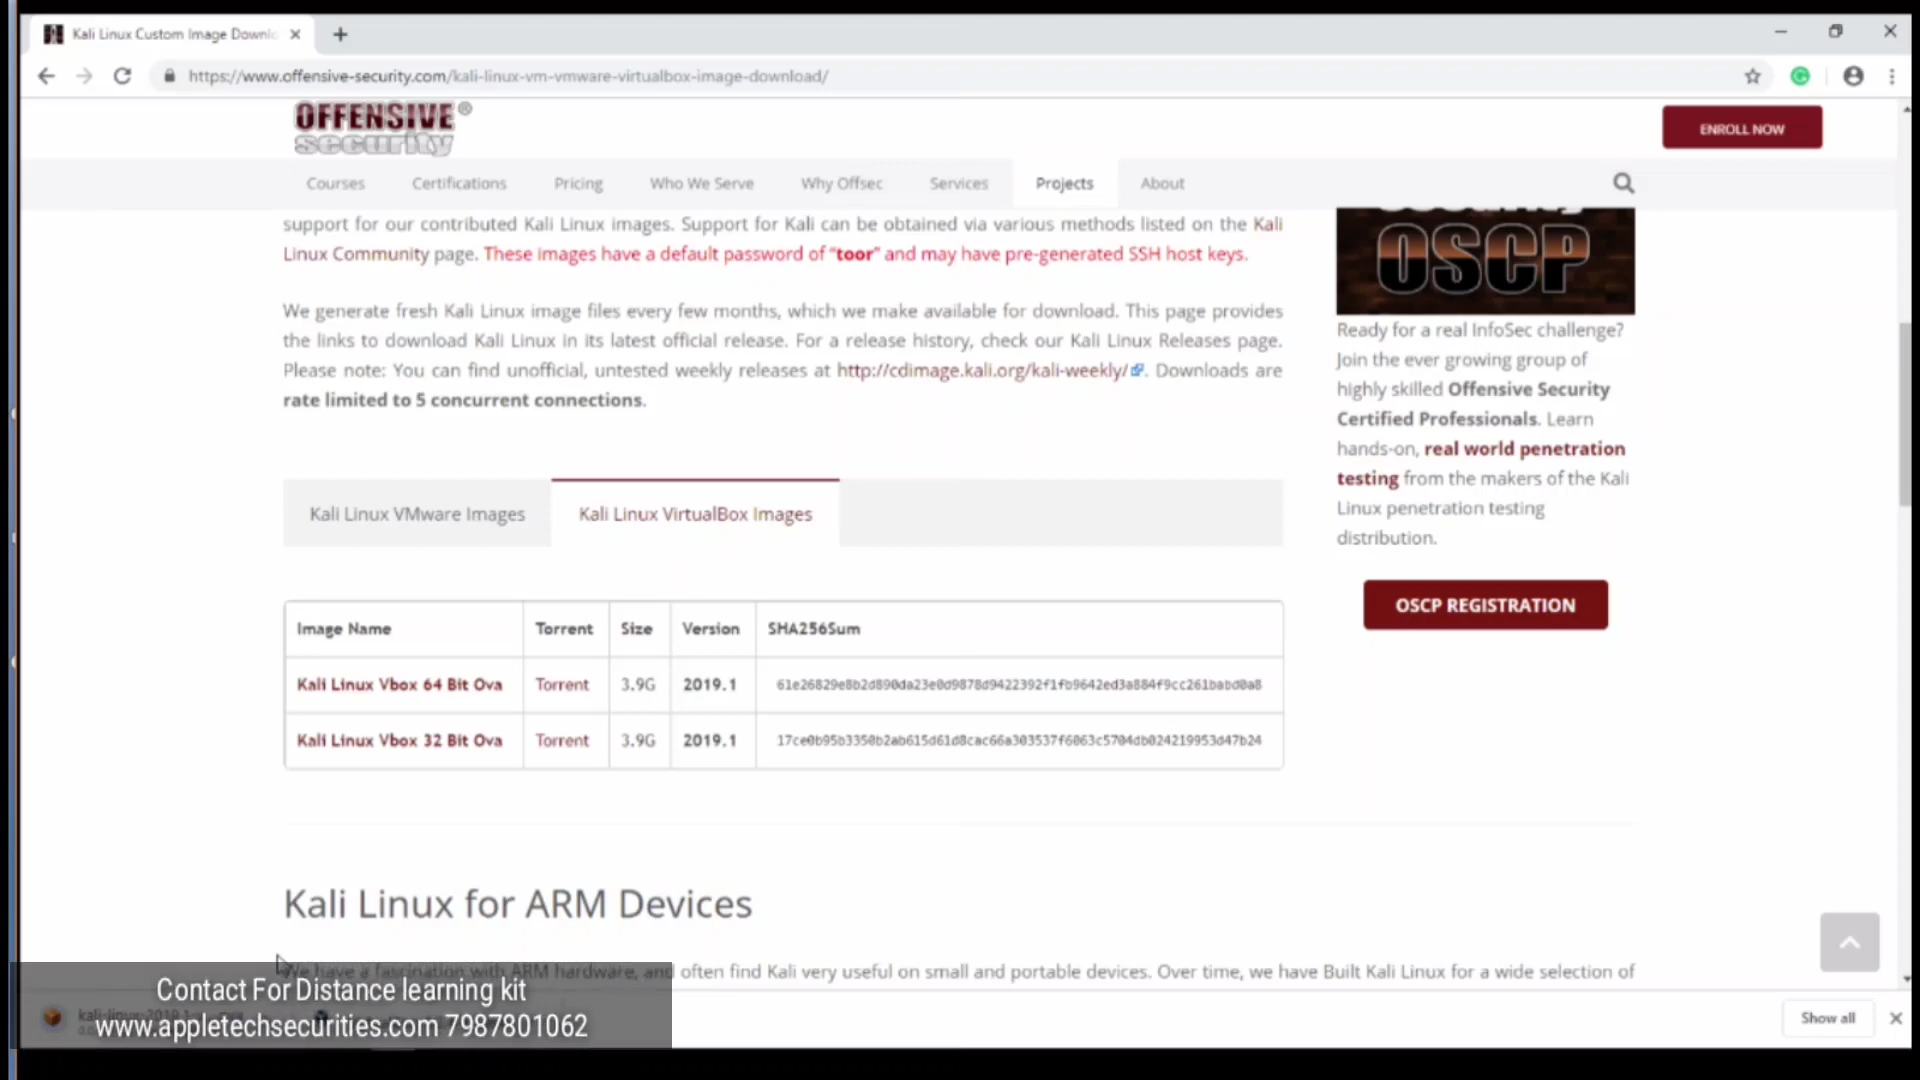 Kali Linux Custom Image Downlo
https://www.offensive-security.com/kali-linux-vm-vmware-virtualbox-image-download/
OFFENSIVE®
security
ENROLL NOW
Courses Certifications Pricing Who We Serve Why Offsec Services Projects About
support for our contributed Kali Linux images. Support for Kali can be obtained via various methods listed on the Kali
Linux Community page. These images have a default password of “toor” and may have pre-generated SSH host keys.
We generate fresh Kali Linux image files every few months, which we make available for download. This page provides
the links to download Kali Linux in its latest official release. For a release history, check our Kali Linux Releases page.
Please note: You can find unofficial, untested weekly releases at http://cdimage.kali.org/kali-weekly/. Downloads are
rate limited to 5 concurrent connections.
OSCP
Ready for a real InfoSec challenge?
Join the ever growing group of
highly skilled Offensive Security
Certified Professionals. Learn
hands-on, real world penetration
testing from the makers of the Kali
Linux penetration testing
distribution.
OSCP REGISTRATION
Kali Linux VMware Images Kali Linux VirtualBox Images
Image Name Torrent Size Version SHA256Sum
Kali Linux Vbox 64 Bit Ova Torrent 3.9G 2019.1 61e26829e8b2d890da23e0d9878d9422392f1fb9642ed3a884f9cc261babd0a8
Kali Linux Vbox 32 Bit Ova Torrent 3.9G 2019.1 17ce0b95b3350b2ab615d61d8cac66a303537f6063c5704db024219953d47b24
Kali Linux for ARM Devices
We have a fascination with ARM hardware, and often find Kali very useful on small and portable devices. Over time, we have Built Kali Linux for a wide selection of
Contact For Distance learning kit
www.appletechsecurities.com 7987801062
Show all